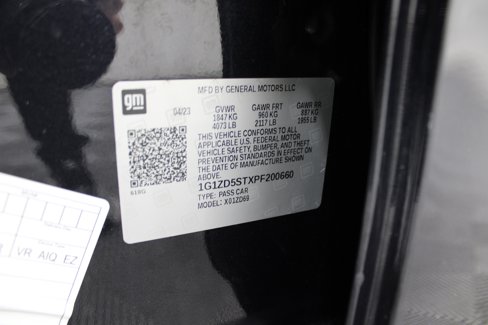 gm
MFD BY GENERAL MOTORS LLC
04/23 GVWR GAWR FRT GAWR RR
1847 KG 960 KG 887 KG
4073 LB 2117 LB 1955 LB
THIS VEHICLE CONFORMS TO ALL
APPLICABLE U.S. FEDERAL MOTOR
VEHICLE SAFETY, BUMPER, AND THEFT
PREVENTION STANDARDS IN EFFECT ON
THE DATE OF MANUFACTURE SHOWN
ABOVE.
1G1ZD5STXPF200660
TYPE: PASS CAR
MODEL: X01ZD69
VR AIQ EZ